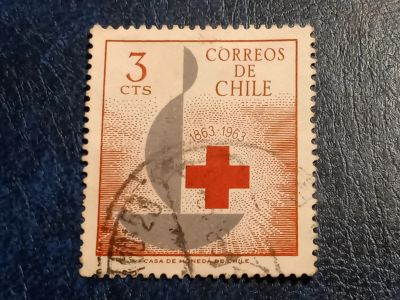 3
CTS
CORREOS
DE
CHILE
1863·1963
CASA DE MONEDA DE CHILE